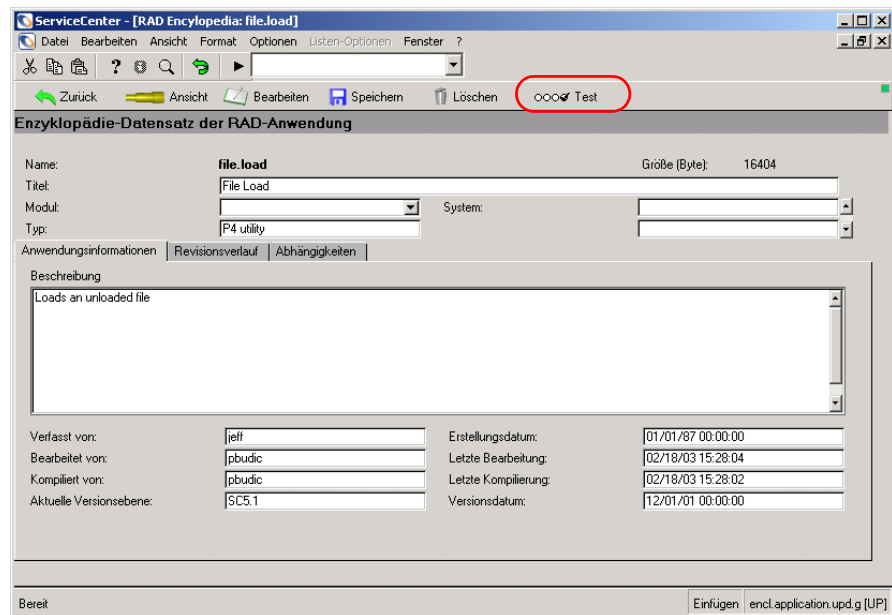 ServiceCenter - [RAD Encylopedia: file.load]
Datei Bearbeiten Ansicht Format Optionen Listen-Optionen Fenster ?
?
Zurück Ansicht Bearbeiten Speichern Löschen Test
Enzyklopädie-Datensatz der RAD-Anwendung
Name: file.load Größe (Byte): 16404
Titel: File Load
Modul: System:
Typ: P4 utility
Anwendungsinformationen Revisionsverlauf Abhängigkeiten
Beschreibung
Loads an unloaded file
Verfasst von: jeff Erstellungsdatum: 01/01/87 00:00:00
Bearbeitet von: pbudic Letzte Bearbeitung: 02/18/03 15:28:04
Kompiliert von: pbudic Letzte Kompilierung: 02/18/03 15:28:02
Aktuelle Versionsebene: SC5.1 Versionsdatum: 12/01/01 00:00:00
Bereit Einfügen encl.application.upd.g [UP]